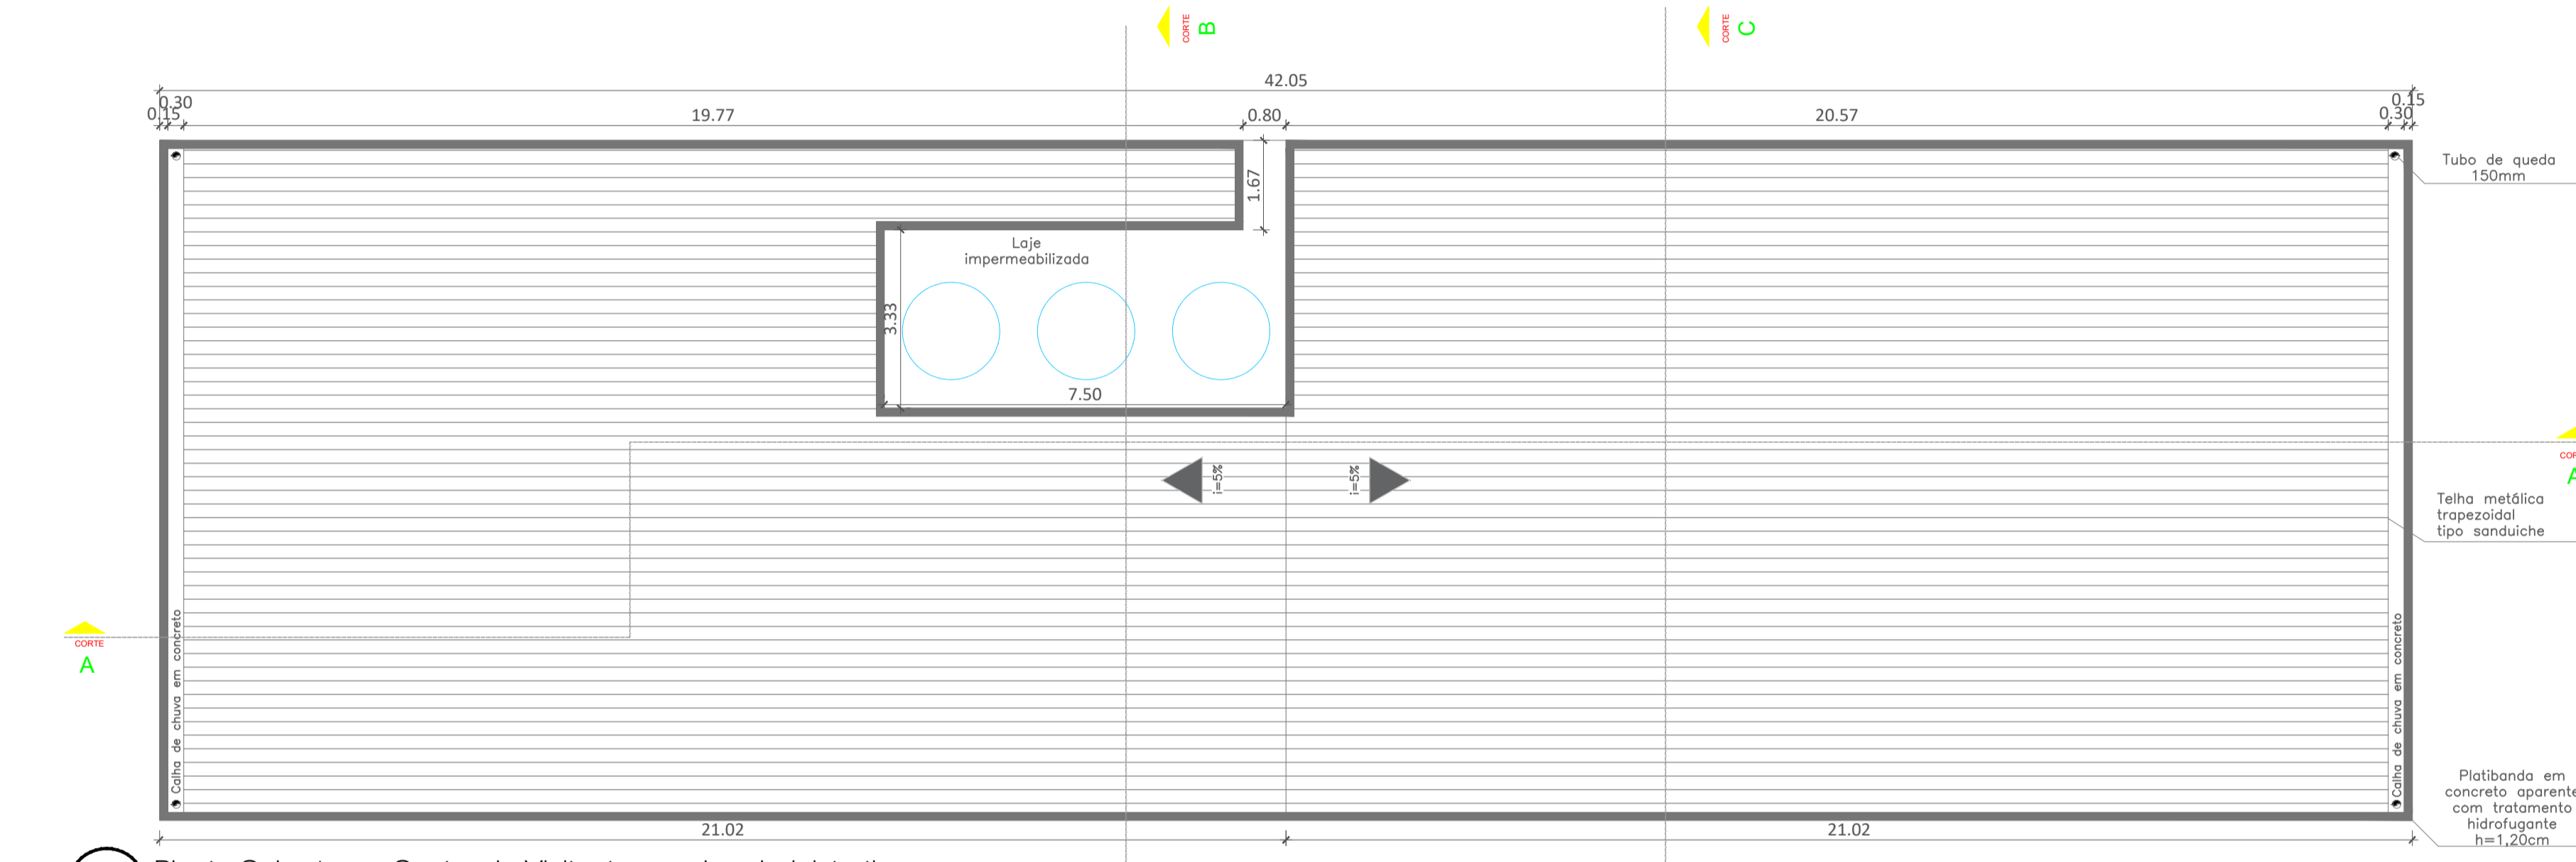 CORTE
B
CORTE
C
42.05
0.30
0.15
19.77
0.80
20.57
0.15
0.30
1.67
Tubo de queda
150mm
Laje
impermeabilizada
3.33
7.50
i=5%
i=5%
A
Telha metálica
trapezoidal
tipo sanduiche
CORTE
A
Calha de chuva em concreto
Calha de chuva em concreto
Platibanda em
concreto aparente
com tratamento
hidrofugante
h=1,20cm
21.02
21.02